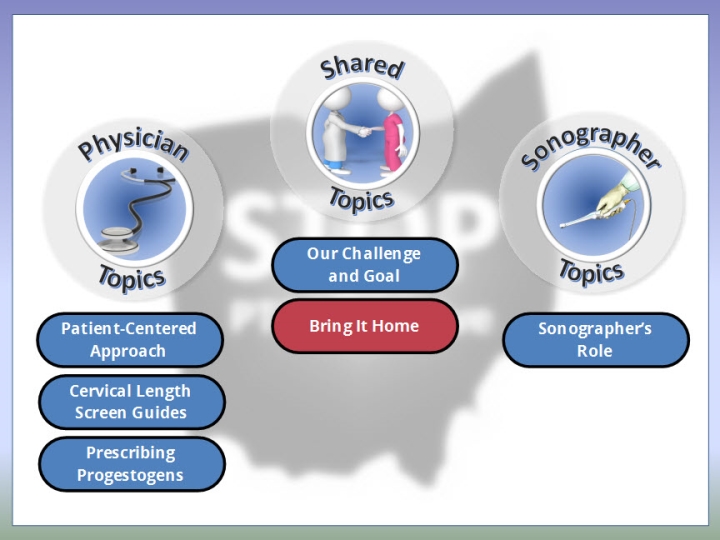 Physician
Topics
Patient-Centered
Approach
Cervical Length
Screen Guides
Prescribing
Progestogens
Shared
Topics
Our Challenge
and Goal
Bring It Home
Sonographer
Topics
Sonographer's
Role